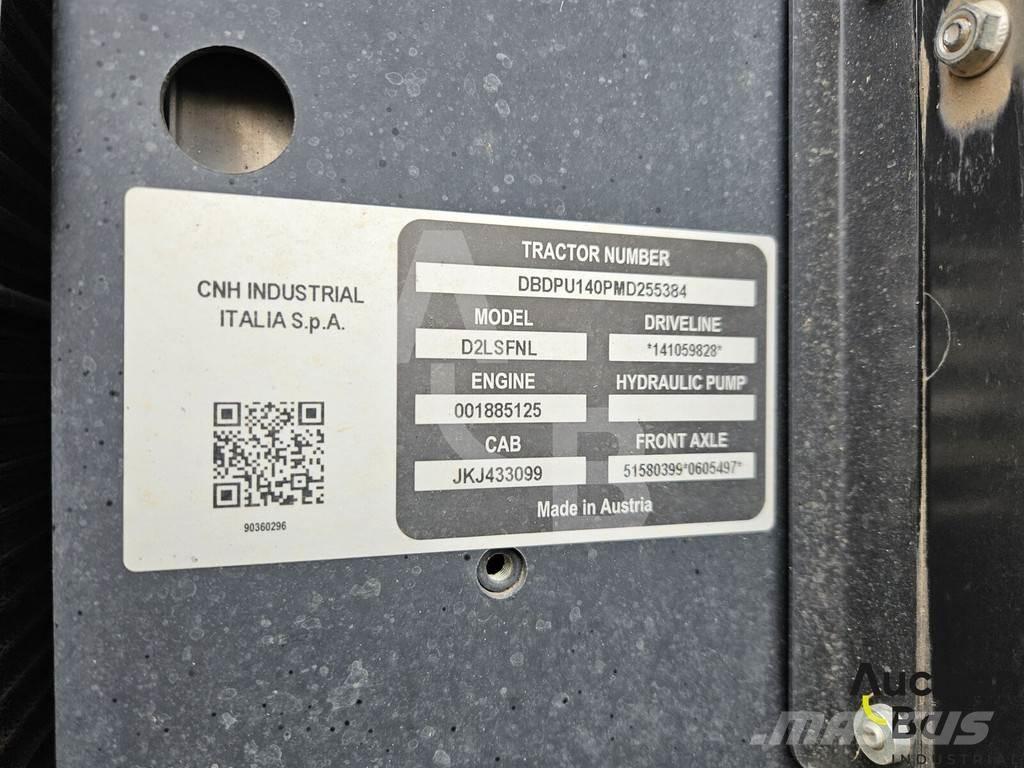 CNH INDUSTRIAL
ITALIA S.p.A.
90360296
TRACTOR NUMBER
DBDPU140PMD255384
MODEL
D2LSFNL
DRIVELINE
*141059828*
ENGINE
001885125
HYDRAULIC PUMP
CAB
JKJ433099
FRONT AXLE
51580399*0605497*
Made in Austria
INDUSTRIAL